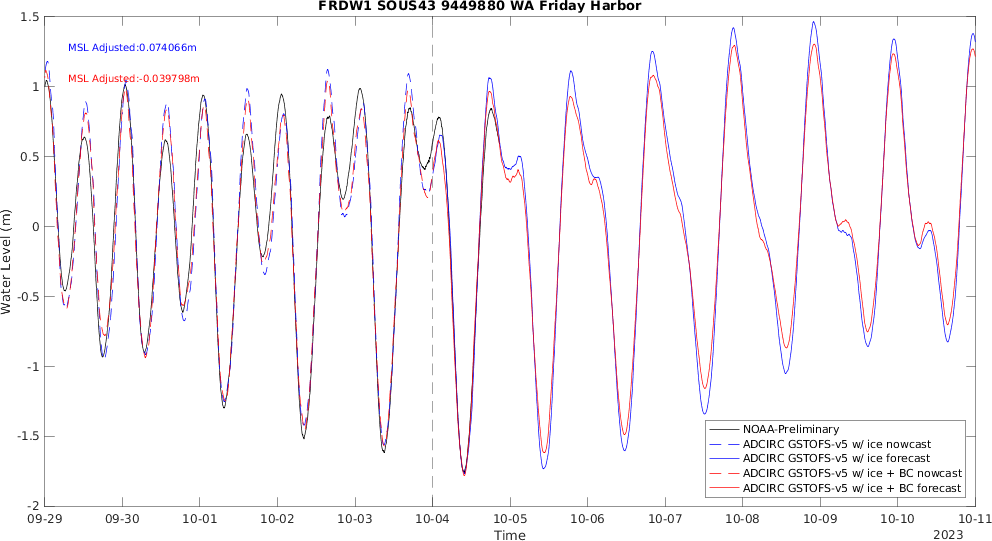 FRDW1 SOUS43 9449880 WA Friday Harbor
MSL Adjusted:0.074066m
MSL Adjusted:-0.039798m
Water Level (m)
1.5
1
0.5
0
-0.5
-1
-1.5
-2
NOAA-Preliminary
ADCIRC GSTOFS-v5 w/ ice nowcast
ADCIRC GSTOFS-v5 w/ ice forecast
ADCIRC GSTOFS-v5 w/ ice + BC nowcast
ADCIRC GSTOFS-v5 w/ ice + BC forecast
09-29 09-30 10-01 10-02 10-03 10-04 10-05 10-06 10-07 10-08 10-09 10-10 10-11
Time
2023